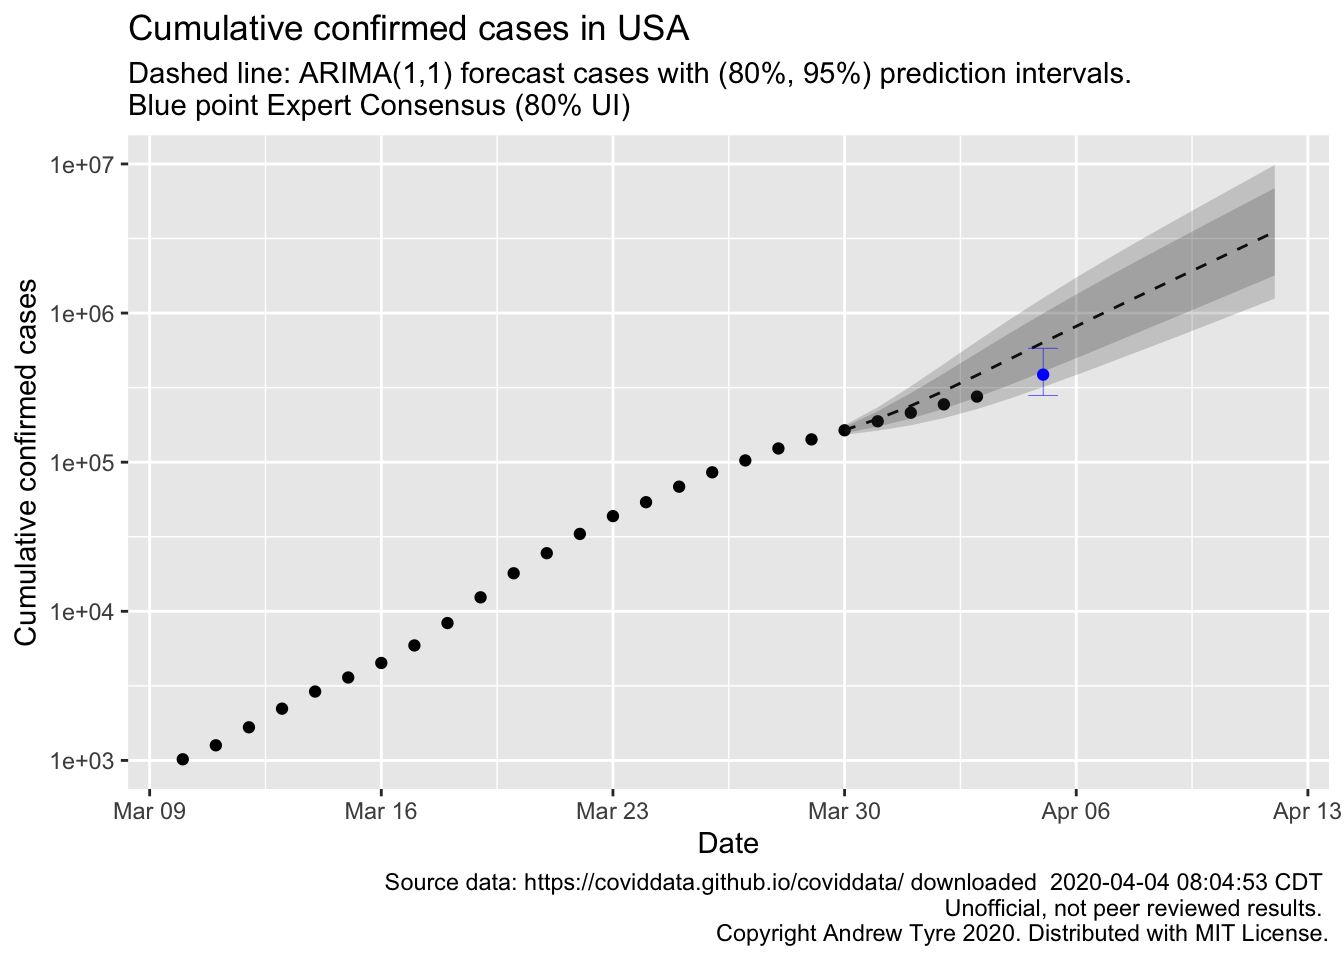 Cumulative confirmed cases in USA
Dashed line: ARIMA(1,1) forecast cases with (80%, 95%) prediction intervals.
Blue point Expert Consensus (80% UI)
1e+07
1e+06
1e+05
1e+04
1e+03
Cumulative confirmed cases
Mar 09 Mar 16 Mar 23 Mar 30 Apr 06 Apr 13
Date
Source data: https://coviddata.github.io/coviddata/ downloaded  2020-04-04 08:04:53 CDT
Unofficial, not peer reviewed results.
Copyright Andrew Tyre 2020. Distributed with MIT License.